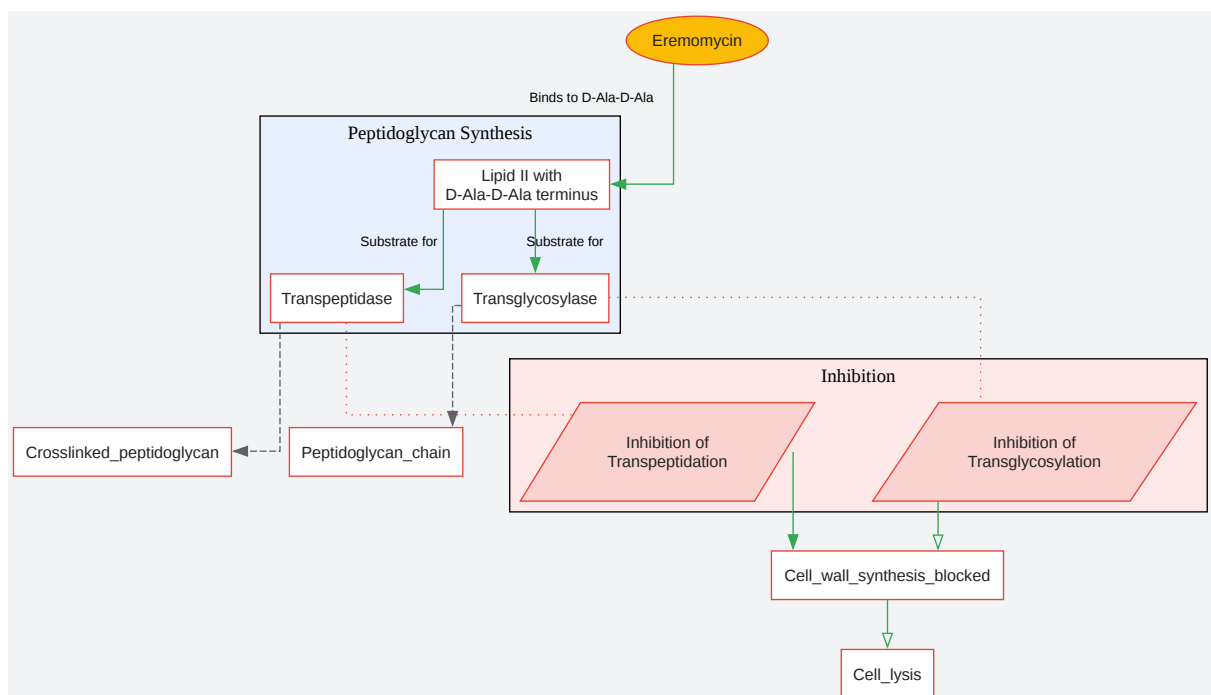 Eremomycin
Binds to D-Ala-D-Ala
Peptidoglycan Synthesis
Lipid II with
D-Ala-D-Ala terminus
Substrate for
Substrate for
Transpeptidase
Transglycosylase
Inhibition
Crosslinked_peptidoglycan
Peptidoglycan_chain
Inhibition of
Transpeptidation
Inhibition of
Transglycosylation
Cell_wall_synthesis_blocked
Cell_lysis